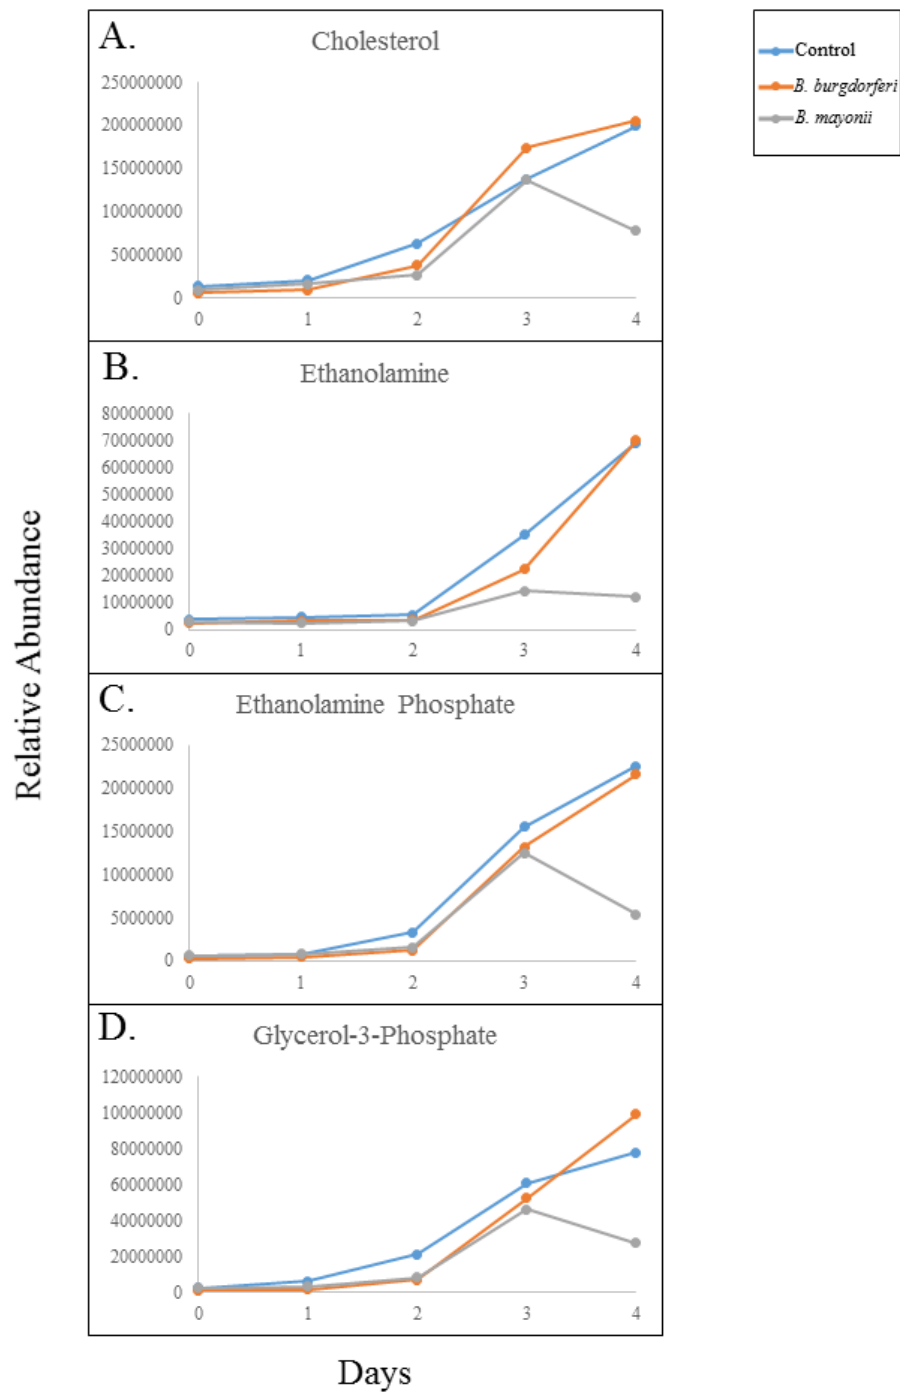 A.
Cholesterol
250000000
200000000
150000000
100000000
50000000
0
0 1 2 3 4
Control
B. burgdorferi
B. mayonii
B.
Ethanolamine
80000000
70000000
60000000
50000000
40000000
30000000
20000000
10000000
0
0 1 2 3 4
C.
Ethanolamine Phosphate
25000000
20000000
15000000
10000000
5000000
0
0 1 2 3 4
D.
Glycerol-3-Phosphate
120000000
100000000
80000000
60000000
40000000
20000000
0
0 1 2 3 4
Relative Abundance
Days